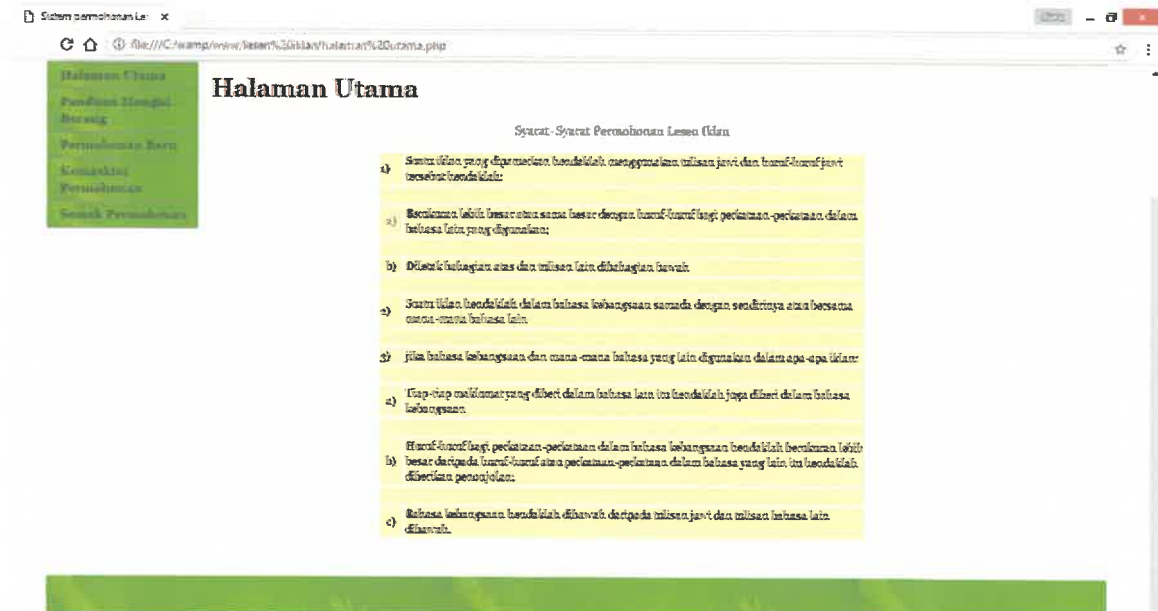 Sistem permohonan Le
file:///C:/wamp/www/lesen%20iklan/halaman%20utama.php
Halaman Utama
Panduan Mengisi
Borang
Permohonan Baru
Kemaskini
Permohonan
Semak Permohonan
Halaman Utama
Syarat-Syarat Permohonan Lesen Iklan
1) Suatu iklan yang dipamerkan hendaklah menggunakan tulisan jawi dan huruf-huruf jawi
tersebut hendaklah:
a) Berukuran lebih besar atau sama besar dengan huruf-huruf bagi perkataan-perkataan dalam
bahasa lain yang digunakan;
b) Diletak bahagian atas dan tulisan lain dibahagian bawah
2) Suatu iklan hendaklah dalam bahasa kebangsaan samada dengan sendirinya atau bersama
mana-mana bahasa lain.
3) jika bahasa kebangsaan dan mana-mana bahasa yang lain digunakan dalam apa-apa iklan:
a) Tiap-tiap maklumat yang diberi dalam bahasa lain itu hendaklah juga diberi dalam bahasa
kebangsaan
Huruf-huruf bagi perkataan-perkataan dalam bahasa kebangsaan hendaklah berukuran lebih
b) besar daripada huruf-huruf atau perkataan-perkataan dalam bahasa yang lain itu hendaklah
diberikan penonjolan;
c) Bahasa kebangsaan hendaklah dibawah daripada tulisan jawi dan tulisan bahasa lain
dibawah.